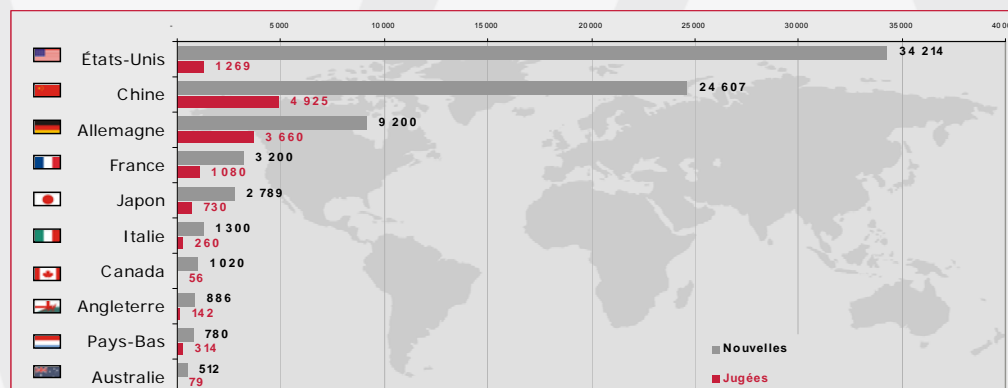 - 5 000 10 000 15 000 20 000 25 000 30 000 35 000 40 00
États-Unis 34 214
1 269
Chine 24 607
4 925
Allemagne 9 200
3 660
France 3 200
1 080
Japon 2 789
730
Italie 1 300
260
Canada 1 020
56
Angleterre 886
142
Pays-Bas 780
314
Nouvelles
Australie 512
79
Jugées